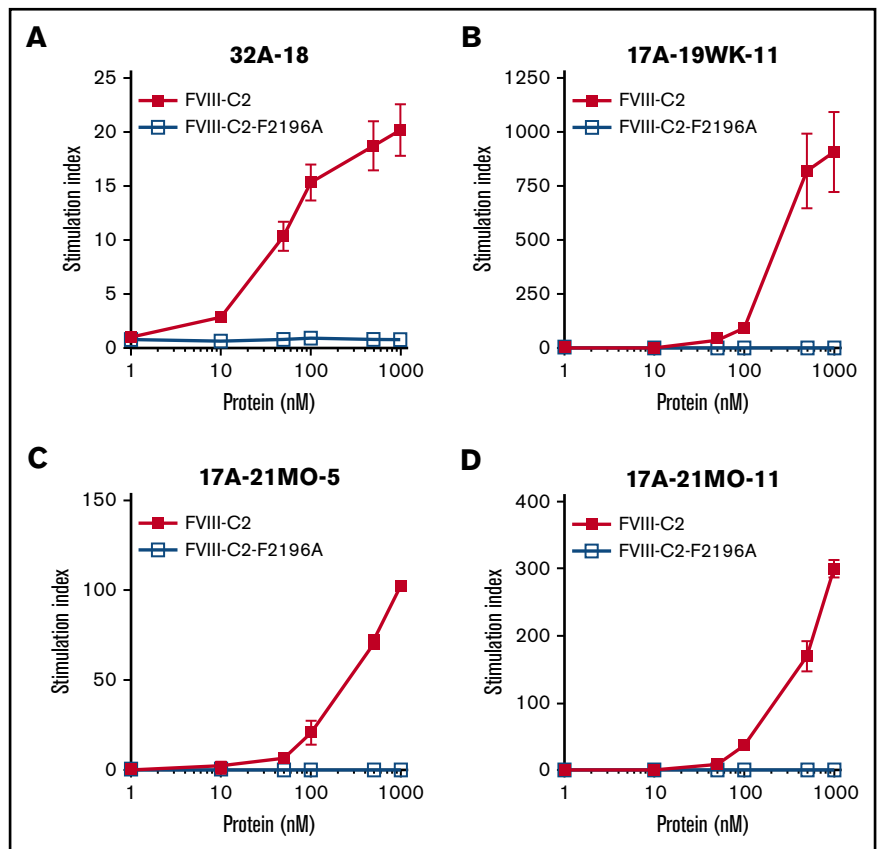 A
32A-18
25
20
15
10
5
0
Stimulation index
FVIII-C2
FVIII-C2-F2196A
1 10 100 1000
Protein (nM)
B
17A-19WK-11
1250
1000
750
500
250
0
Stimulation index
FVIII-C2
FVIII-C2-F2196A
1 10 100 1000
Protein (nM)
C
17A-21MO-5
150
100
50
0
Stimulation index
FVIII-C2
FVIII-C2-F2196A
1 10 100 1000
Protein (nM)
D
17A-21MO-11
400
300
200
100
0
Stimulation index
FVIII-C2
FVIII-C2-F2196A
1 10 100 1000
Protein (nM)